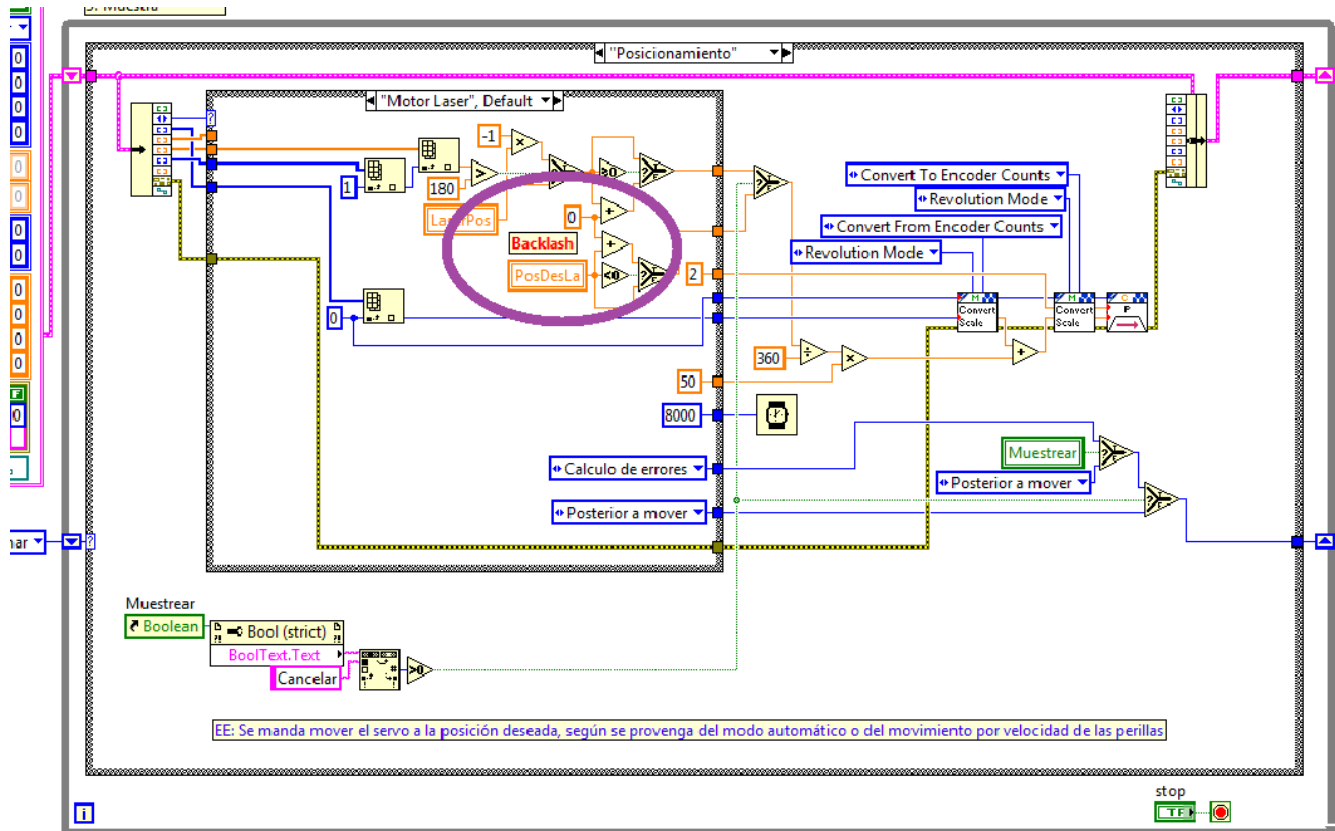 3. Muestra
"Posicionamiento"
"Motor Laser", Default
-1
1
180
LaserPos
0
Backlash
PosDesLa
2
0
Convert To Encoder Counts
Revolution Mode
Convert From Encoder Counts
Revolution Mode
M
Convert
Scale
M
Convert
Scale
C
P
360
50
8000
Calculo de errores
Posterior a mover
Muestrear
Posterior a mover
Muestrear
Boolean
Bool (strict)
BoolText.Text
Cancelar
EE: Se manda mover el servo a la posición deseada, según se provenga del modo automático o del movimiento por velocidad de las perillas
stop
TF
i